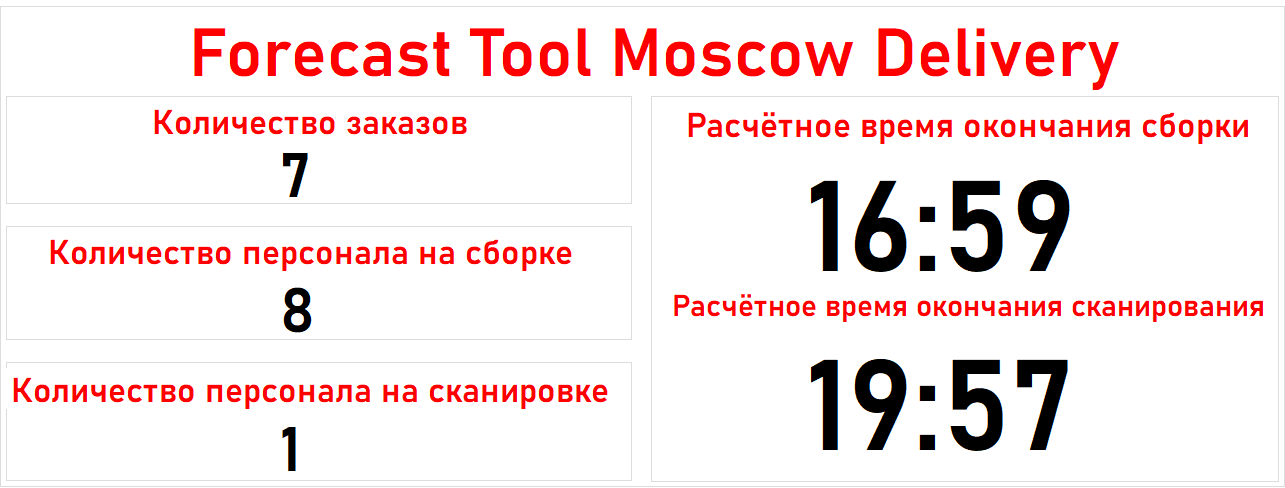 Forecast Tool Moscow Delivery
Количество заказов
7
Количество персонала на сборке
8
Количество персонала на сканировке
1
Расчётное время окончания сборки
16:59
Расчётное время окончания сканирования
19:57